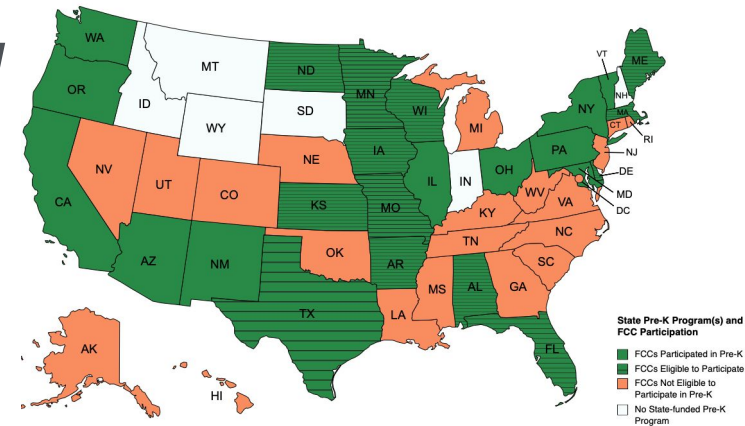 WA
MT
ND
MN
VT
ME
OR
ID
SD
WI
NH
MA
NY
WY
MI
CT
RI
NV
NE
IA
PA
NJ
UT
CO
IL
IN
OH
DE
CA
KS
MO
WV
VA
MD
DC
KY
AZ
NM
OK
AR
TN
NC
SC
TX
MS
AL
GA
LA
FL
AK
HI
State Pre-K Program(s) and
FCC Participation
FCCs Participated in Pre-K
FCCs Eligible to Participate
FCCs Not Eligible to
Participate in Pre-K
No State-funded Pre-K
Program